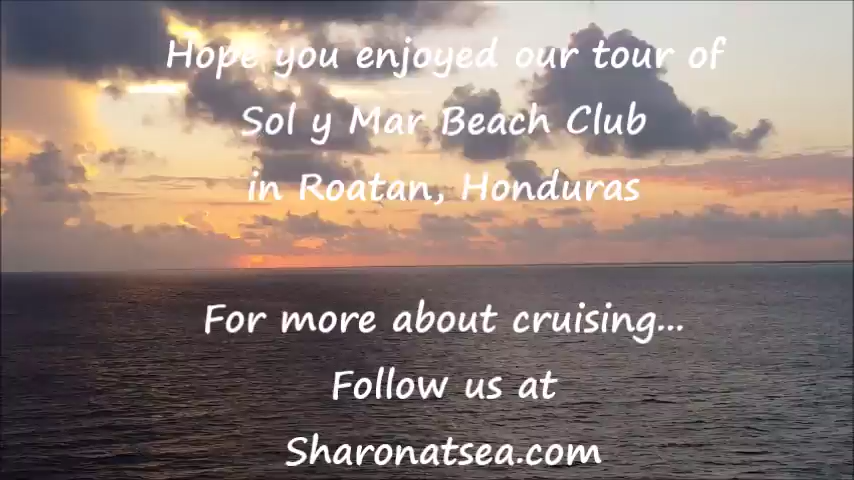 Hope you enjoyed our tour of
Sol y Mar Beach Club
in Roatan, Honduras
For more about cruising...
Follow us at
Sharonatsea.com